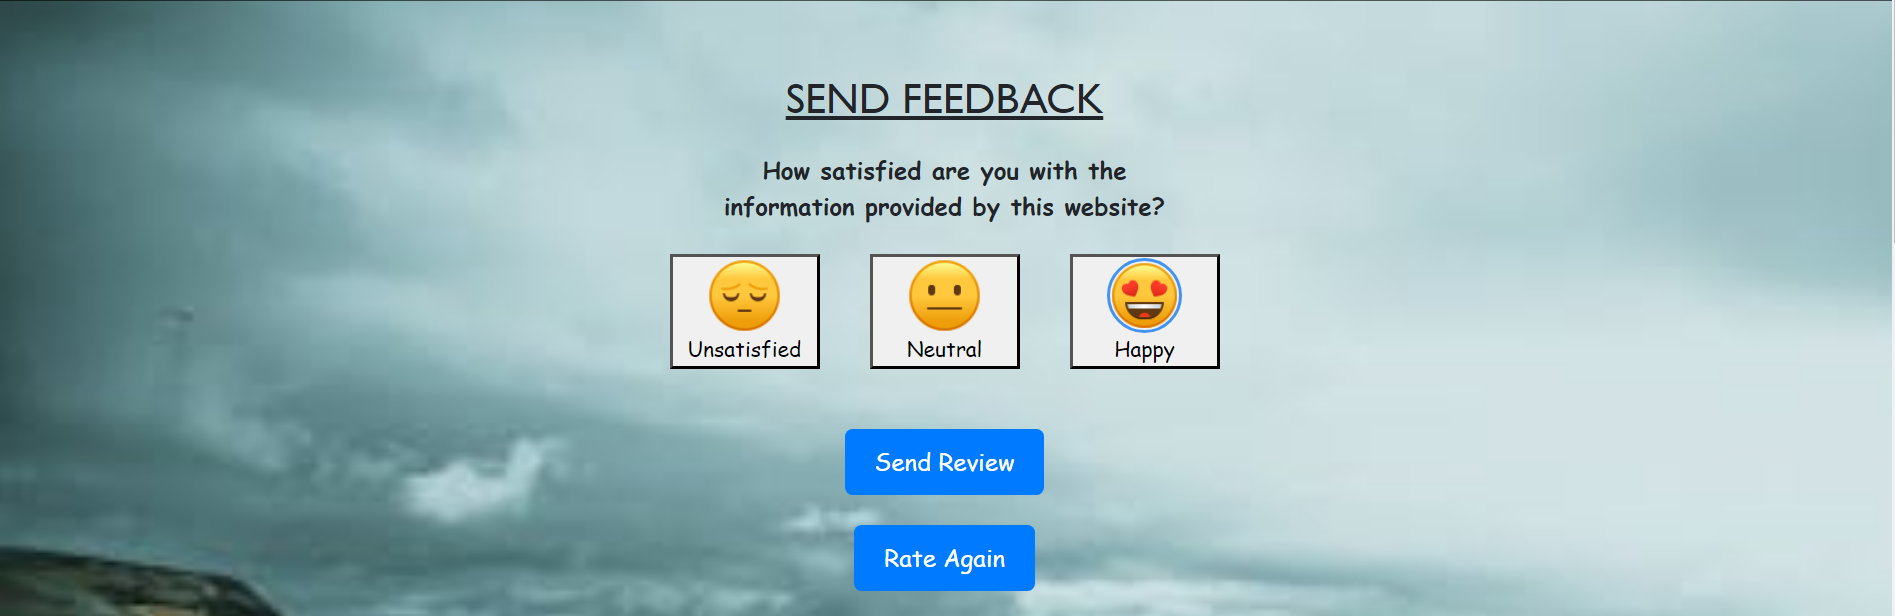 SEND FEEDBACK
How satisfied are you with the
information provided by this website?
Unsatisfied
Neutral
Happy
Send Review
Rate Again